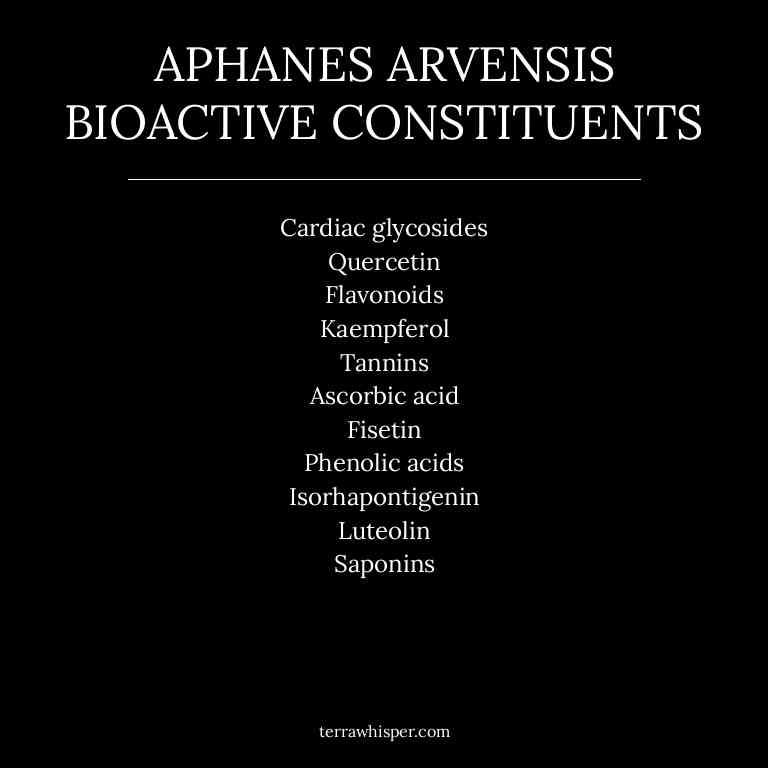 APHANES ARVENSIS
BIOACTIVE CONSTITUENTS
Cardiac glycosides
Quercetin
Flavonoids
Kaempferol
Tannins
Ascorbic acid
Fisetin
Phenolic acids
Isorhapontigenin
Luteolin
Saponins
terrawhisper.com